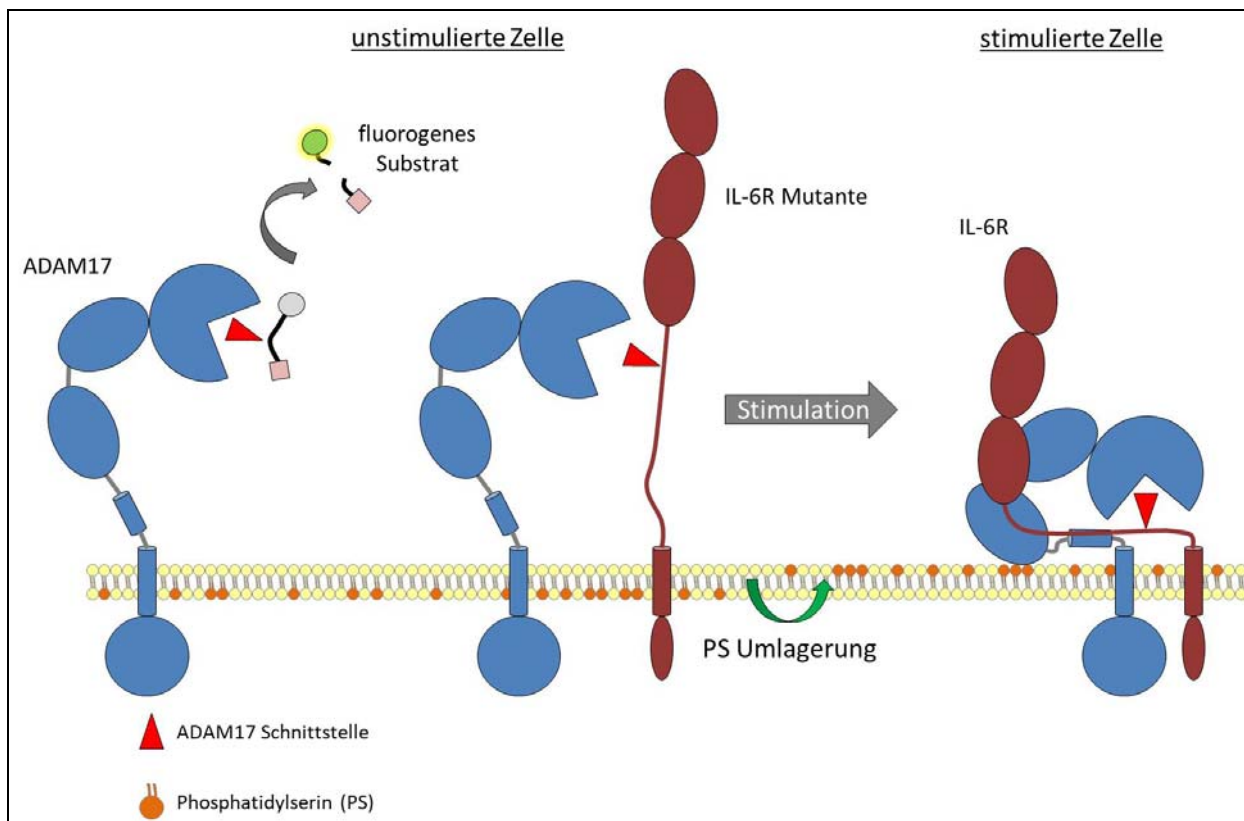 unstimulierte Zelle
stimulierte Zelle
fluorogenes
Substrat
IL-6R Mutante
IL-6R
ADAM17
Stimulation
PS Umlagerung
ADAM17 Schnittstelle
Phosphatidylserin (PS)